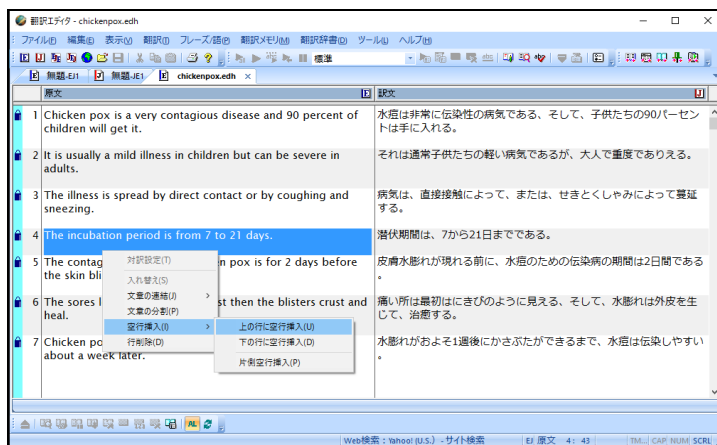 翻訳エディタ - chickenpox.edh
ファイル(F) 編集(E) 表示(V) 翻訳(T) フレーズ/語(P) 翻訳メモリ(M) 翻訳辞書(D) ツール(L) ヘルプ(H)
標準
無題-EJ1 無題-JE1 chickenpox.edh ×
原文 E 訳文 J
1 Chicken pox is a very contagious disease and 90 percent of
children will get it.
水痘は非常に伝染性の病気である、そして、子供たちの90パーセン
トは手に入れる。
2 It is usually a mild illness in children but can be severe in
adults.
それは通常子供たちの軽い病気であるが、大人で重度でありえる。
3 The illness is spread by direct contact or by coughing and
sneezing.
病気は、直接接触によって、または、せきとくしゃみによって蔓延
する。
4 The incubation period is from 7 to 21 days.
潜伏期間は、7から21日までである。
5 The contag en pox is for 2 days before
the skin bli
皮膚水膨れが現れる前に、水痘のための伝染病の期間は2日間である
。
6 The sores l st then the blisters crust and
heal.
痛い所は最初はにきびのように見える、そして、水膨れは外皮を生
じて、治癒する。
7 Chicken po
about a week later.
水膨れがおよそ1週後にかさぶたができるまで、水痘は伝染しやすい
。
対訳設定(T)
入れ替え(S)
文章の連結(J)
文章の分割(P)
空行挿入(I)
行削除(D)
上の行に空行挿入(U)
下の行に空行挿入(D)
片側空行挿入(P)
Web検索：Yahoo! (U.S.) - サイト検索 EJ 原文 4: 43 TM... CAP NUM SCRL